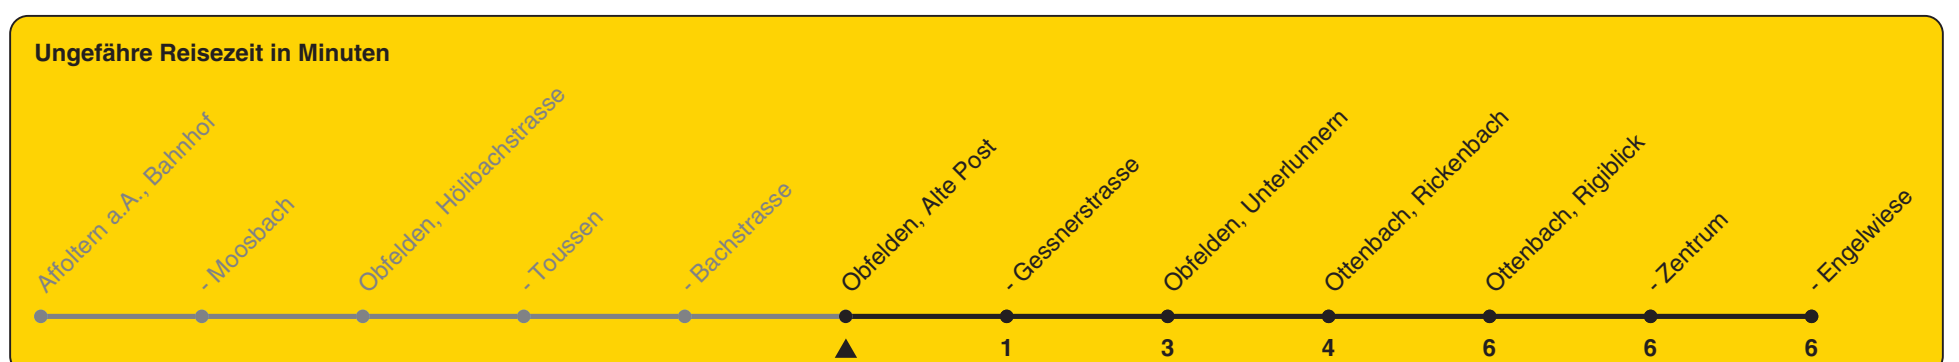 Ungefähre Reisezeit in Minuten
Affoltern a.A., Bahnhof
- Moosbach
Obfelden, Hölibachstrasse
- Toussen
- Bachstrasse
Obfelden, Alte Post
- Gessnerstrasse
Obfelden, Unterlunnern
Ottenbach, Rickenbach
Ottenbach, Rigiblick
- Zentrum
- Engelwiese
1 3 4 6 6 6